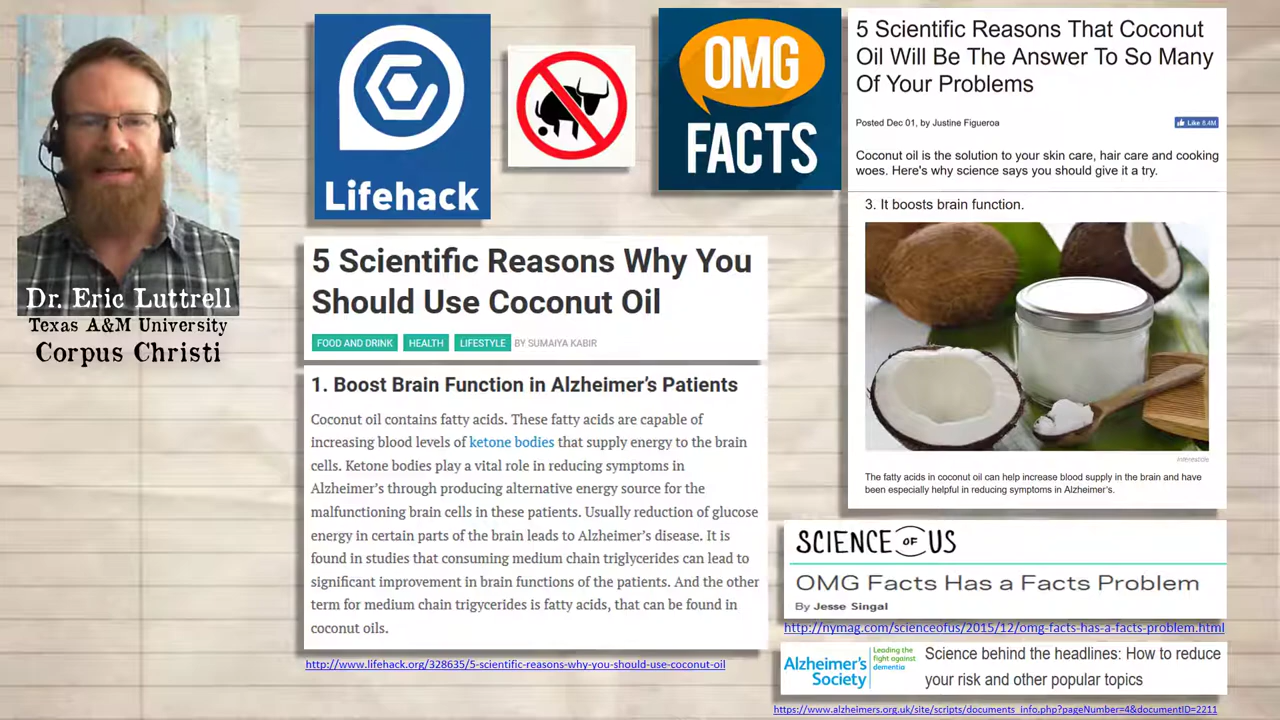 Dr. Eric Luttrell
Texas A&M University
Corpus Christi
Lifehack
OMG
FACTS
5 Scientific Reasons Why You
Should Use Coconut Oil
FOOD AND DRINK HEALTH LIFESTYLE BY SUMAIYA KABIR
1. Boost Brain Function in Alzheimer's Patients
Coconut oil contains fatty acids. These fatty acids are capable of
increasing blood levels of ketone bodies that supply energy to the brain
cells. Ketone bodies play a vital role in reducing symptoms in
Alzheimer's through producing alternative energy source for the
malfunctioning brain cells in these patients. Usually reduction of glucose
energy in certain parts of the brain leads to Alzheimer's disease. It is
found in studies that consuming medium chain triglycerides can lead to
significant improvement in brain functions of the patients. And the other
term for medium chain trigycerides is fatty acids, that can be found in
coconut oils.
http://www.lifehack.org/328635/5-scientific-reasons-why-you-should-use-coconut-oil
5 Scientific Reasons That Coconut
Oil Will Be The Answer To So Many
Of Your Problems
Posted Dec 01, by Justine Figueroa
Like 6.4M
Coconut oil is the solution to your skin care, hair care and cooking
woes. Here's why science says you should give it a try.
3. It boosts brain function.
The fatty acids in coconut oil can help increase blood supply in the brain and have
been especially helpful in reducing symptoms in Alzheimer's.
SCIENCE OF US
OMG Facts Has a Facts Problem
By Jesse Singal
http://nymag.com/scienceofus/2015/12/omg-facts-has-a-facts-problem.html
Alzheimer's
Society
Leading the
fight against
dementia
Science behind the headlines: How to reduce
your risk and other popular topics
https://www.alzheimers.org.uk/site/scripts/documents_info.php?pageNumber=4&documentID=2211